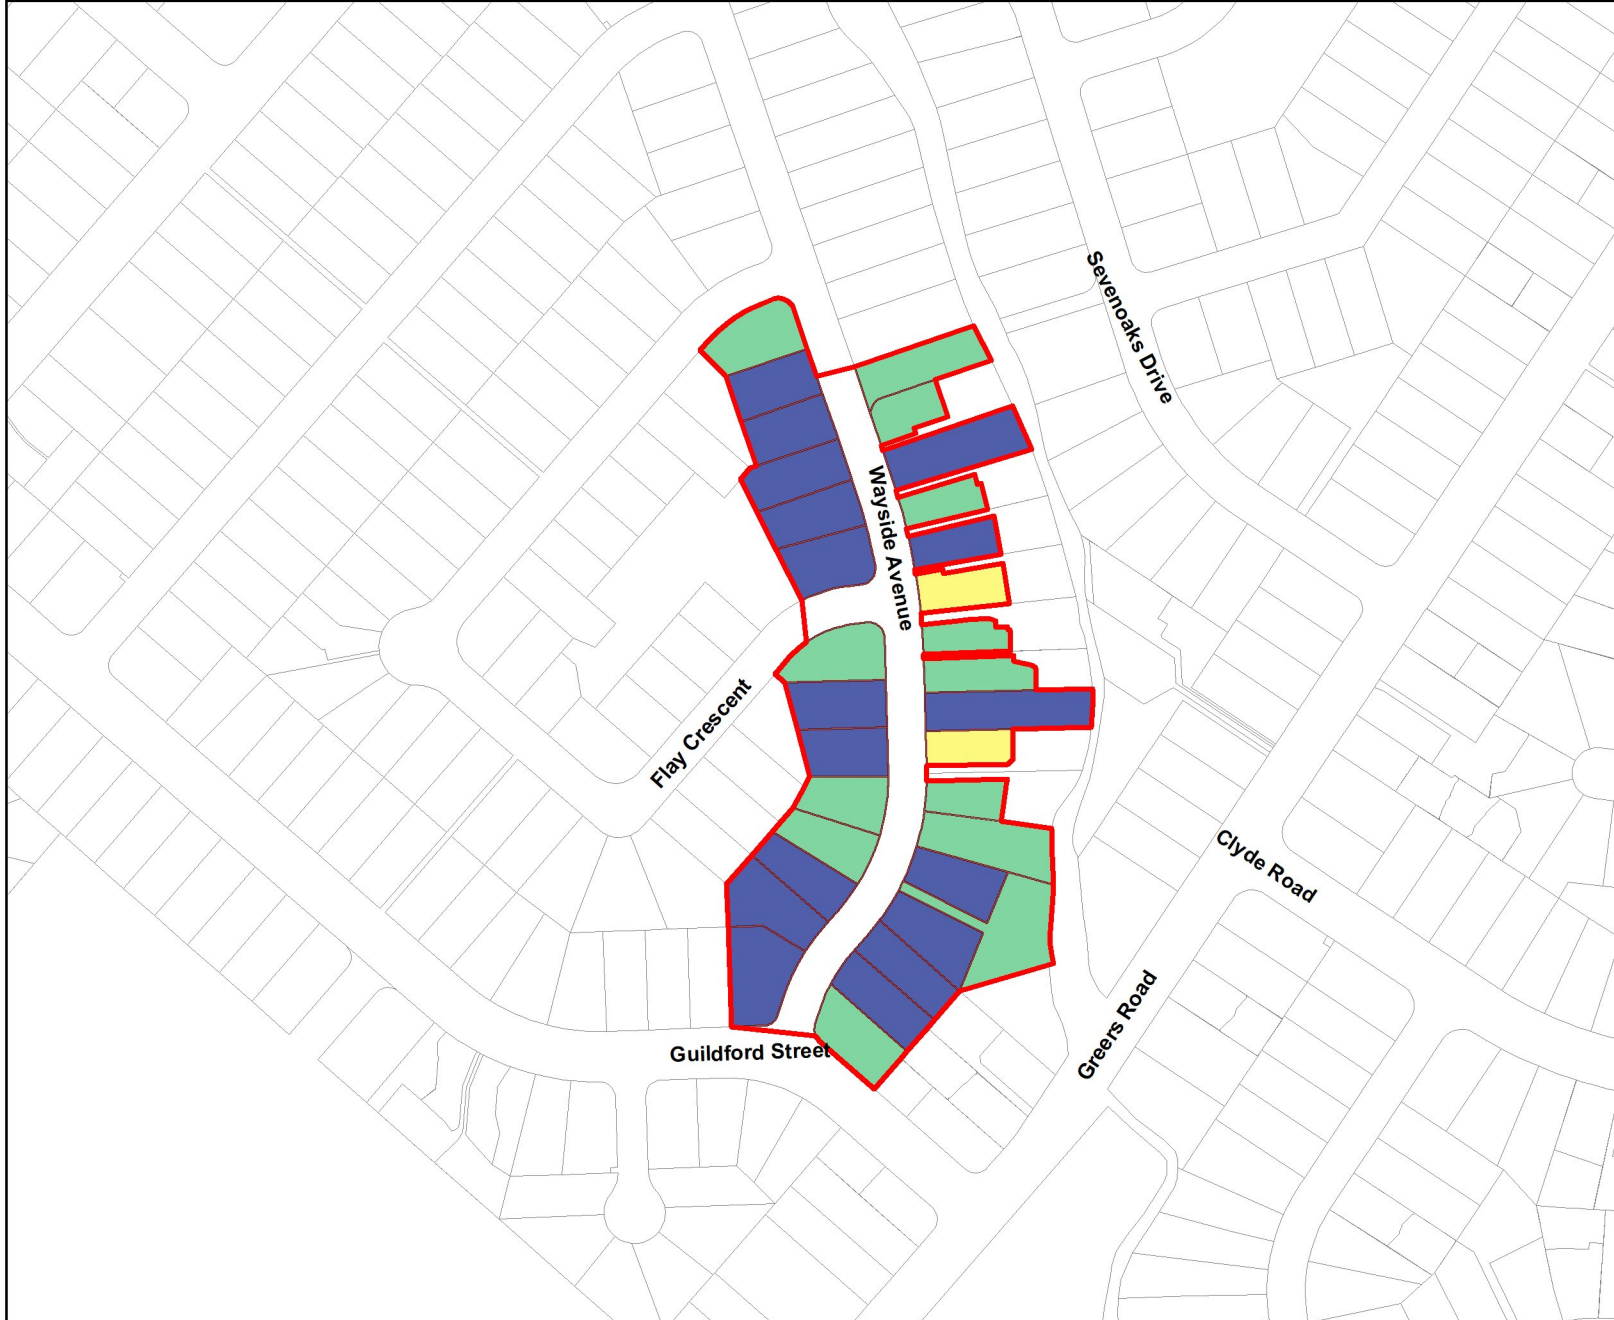 Sevenoaks Drive
Wayside Avenue
Flay Crescent
Clyde Road
Greers Road
Guildford Street